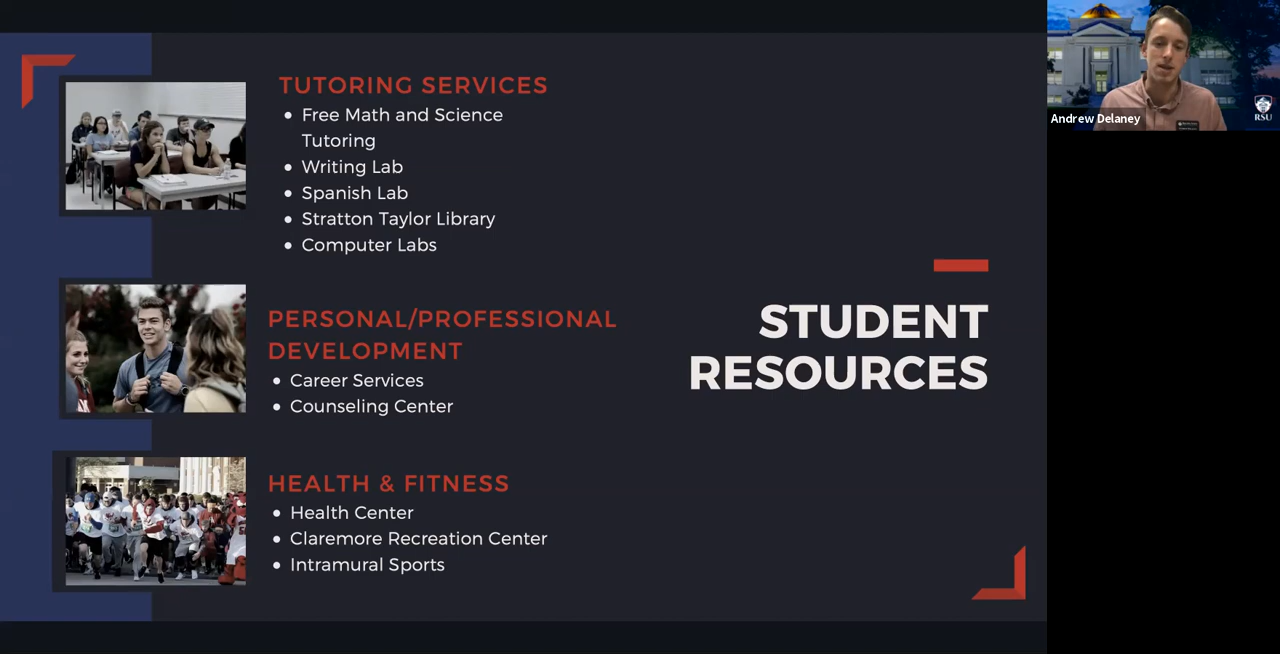 TUTORING SERVICES
Free Math and Science
Tutoring
Writing Lab
Spanish Lab
Stratton Taylor Library
Computer Labs
PERSONAL/PROFESSIONAL
DEVELOPMENT
Career Services
Counseling Center
HEALTH & FITNESS
Health Center
Claremore Recreation Center
Intramural Sports
STUDENT
RESOURCES
Andrew Delaney
RSU